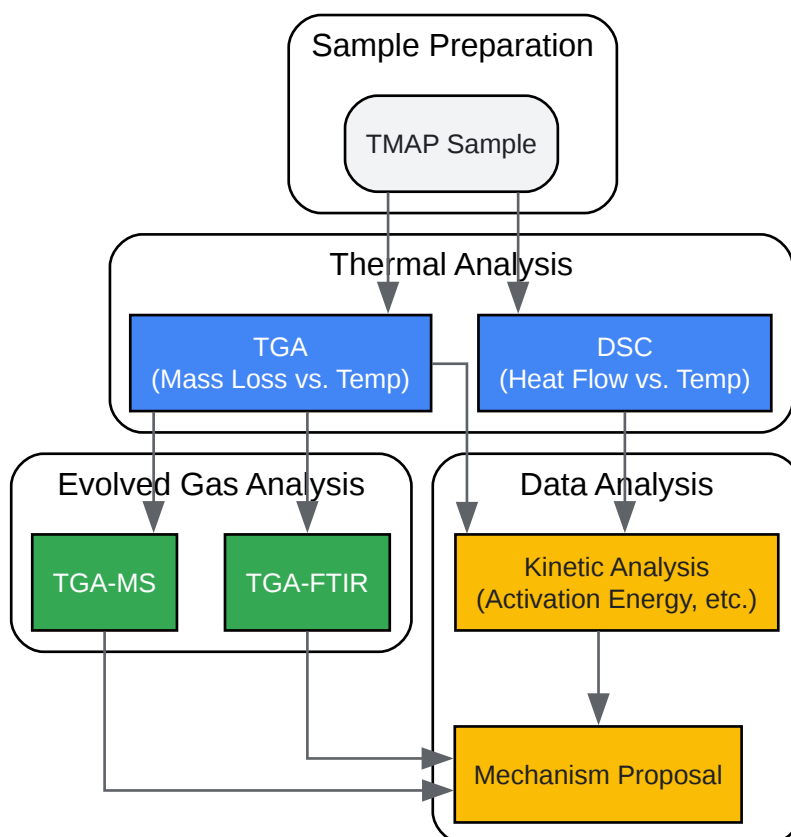 Sample Preparation
TMAP Sample
Thermal Analysis
TGA
(Mass Loss vs. Temp)
DSC
(Heat Flow vs. Temp)
Evolved Gas Analysis
TGA-MS
TGA-FTIR
Data Analysis
Kinetic Analysis
(Activation Energy, etc.)
Mechanism Proposal